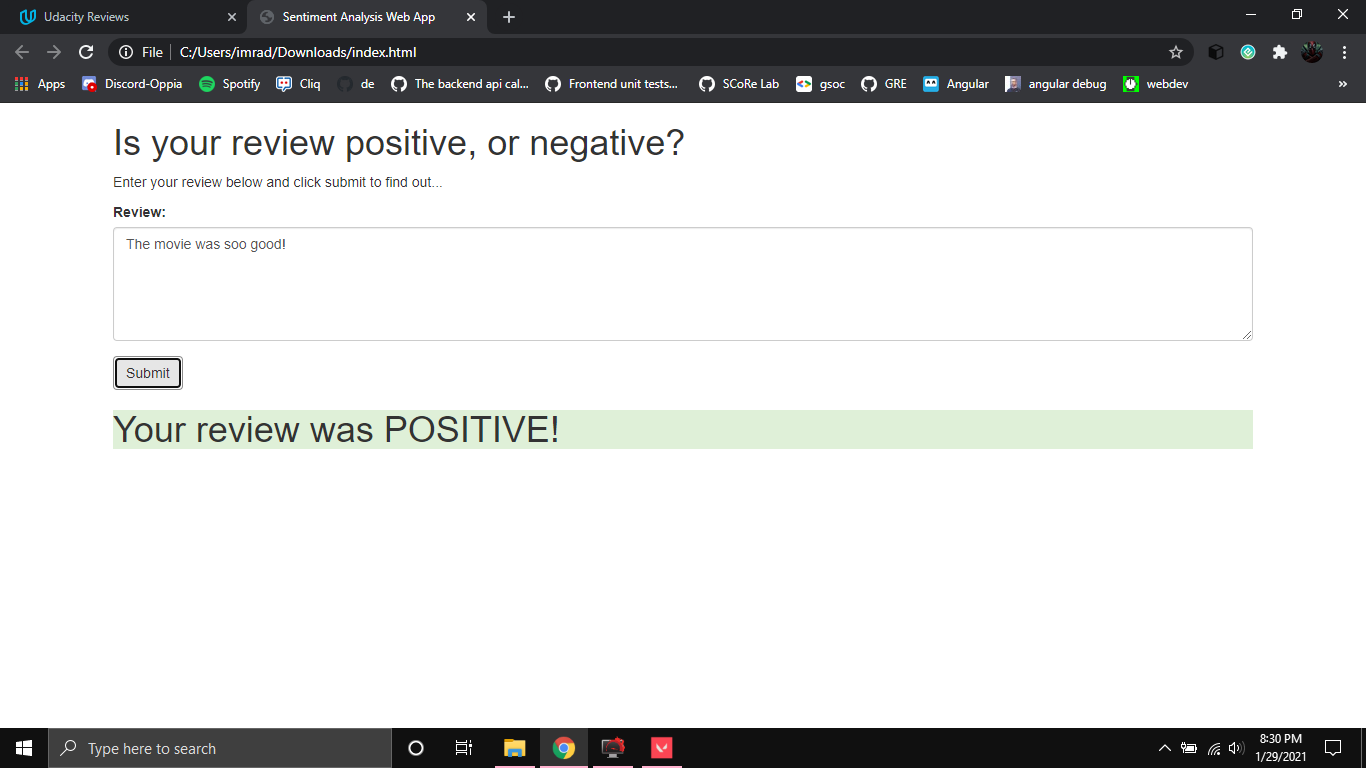 Udacity Reviews
Sentiment Analysis Web App
File
C:/Users/imrad/Downloads/index.html
Apps
Discord-Oppia
Spotify
Cliq
de
The backend api cal...
Frontend unit tests...
SCoRe Lab
gsoc
GRE
Angular
angular debug
webdev
»
Is your review positive, or negative?
Enter your review below and click submit to find out...
Review:
The movie was soo good!
Submit
Your review was POSITIVE!
Type here to search
8:30 PM
1/29/2021